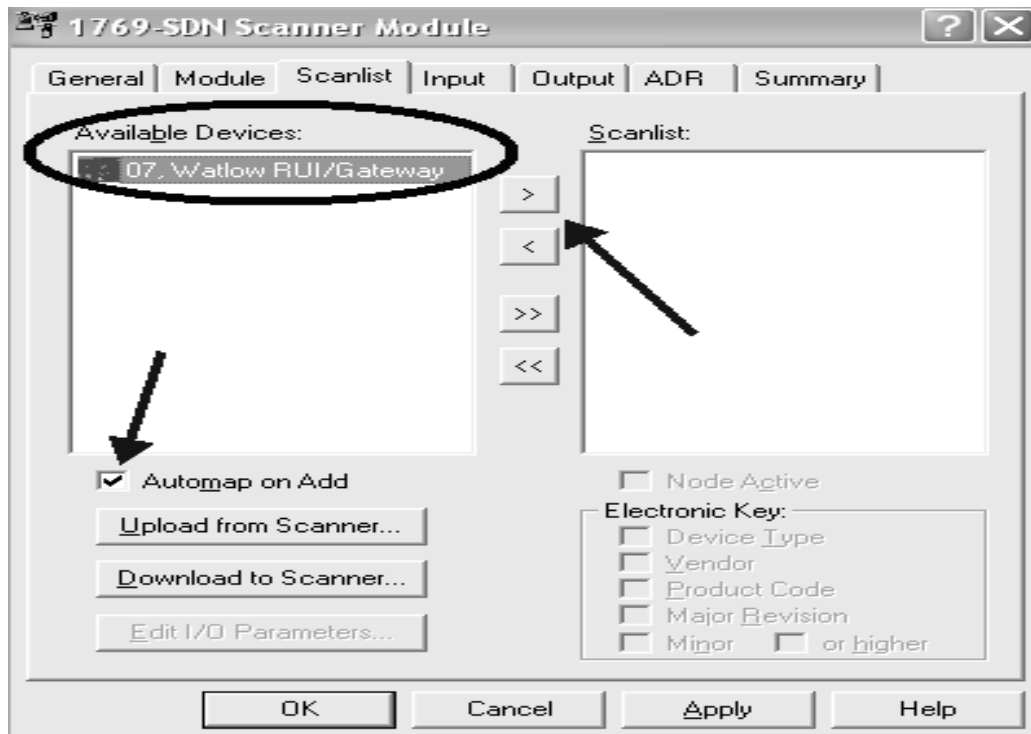 1769-SDN Scanner Module
General Module Scanlist Input Output ADR Summary
Available Devices:
07, Watlow RUI/Gateway
>
<
>>
<<
Scanlist:
Automap on Add
Upload from Scanner...
Download to Scanner...
Edit I/O Parameters...
Node Active
Electronic Key:
Device Type
Vendor
Product Code
Major Revision
Minor or higher
OK Cancel Apply Help